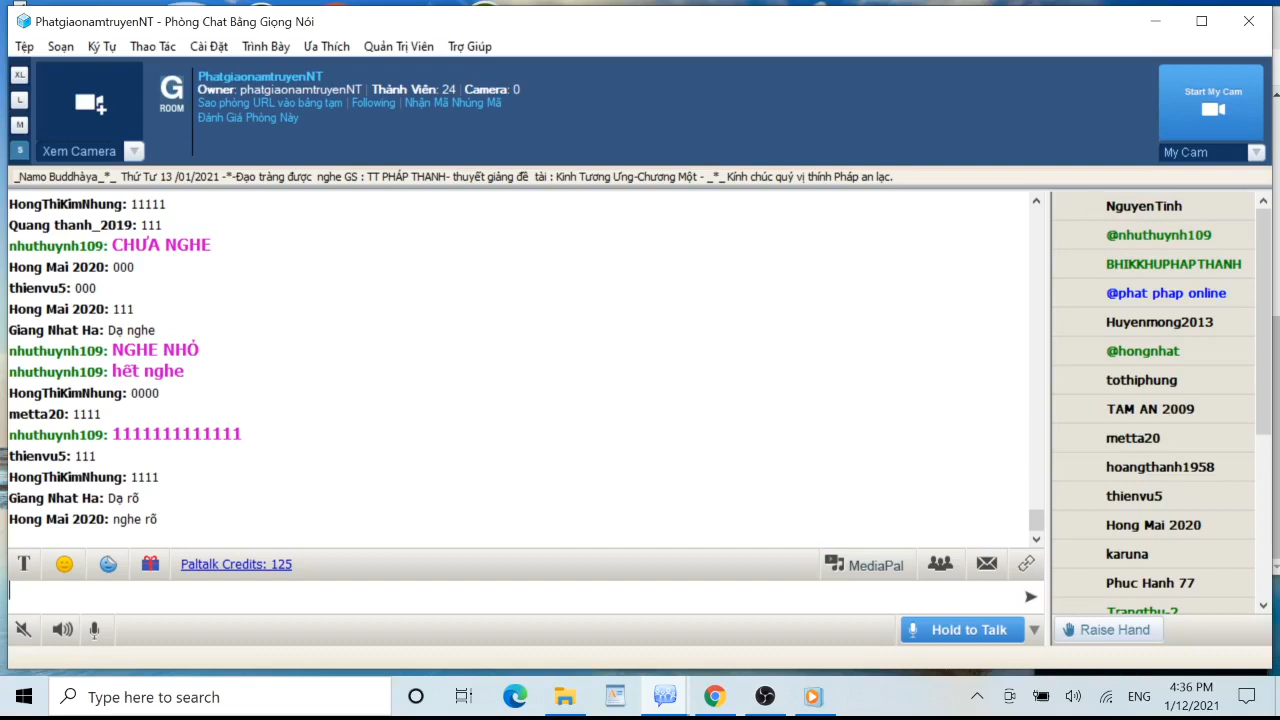 PhatgiaonamtruyenNT - Phòng Chat Bằng Giọng Nói
Tệp Soạn Ký Tự Thao Tác Cài Đặt Trình Bày Ưa Thích Quản Trị Viên Trợ Giúp
XL
L
M
S
Xem Camera
G
ROOM
PhatgiaonamtruyenNT
Owner: phatgiaonamtruyenNT | Thành Viên: 24 | Camera: 0
Sao phỏng URL vào bảng tạm | Following | Nhận Mã Nhúng Mã
Đánh Giá Phòng Này
Start My Cam
My Cam
_Namo Buddhàya_*_ Thứ Tư 13 /01/2021 -*-Đạo tràng được nghe GS : TT PHÁP THANH- thuyết giảng đề tài : Kinh Tương Ưng-Chương Một - _*_ Kính chúc quý vị thính Pháp an lạc.
HongThiKimNhung: 11111
Quang thanh_2019: 111
nhuthuynh109: CHƯA NGHE
Hong Mai 2020: 000
thienvu5: 000
Hong Mai 2020: 111
Giang Nhat Ha: Dạ nghe
nhuthuynh109: NGHE NHỎ
nhuthuynh109: hết nghe
HongThiKimNhung: 0000
metta20: 1111
nhuthuynh109: 1111111111111
thienvu5: 111
HongThiKimNhung: 1111
Giang Nhat Ha: Dạ rõ
Hong Mai 2020: nghe rõ
NguyenTinh
@nhuthuynh109
BHIKKHUPHAPTHANH
@phat phap online
Huyenmong2013
@hongnhat
tothiphung
TAM AN 2009
metta20
hoangthanh1958
thienvu5
Hong Mai 2020
karuna
Phuc Hanh 77
Trangthu-2
T Paltalk Credits: 125 MediaPal
Hold to Talk
Raise Hand
Type here to search
ENG
4:36 PM
1/12/2021